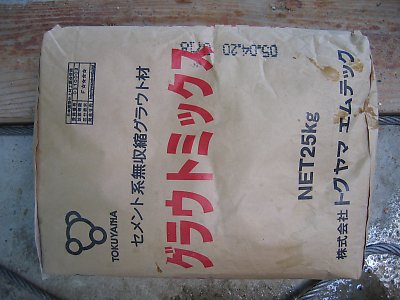 セメント系無収縮グラウト材
グラウトミックス
TOKUYAMA
NET25kg
株式会社トクヤマ エムテック
05.04.20